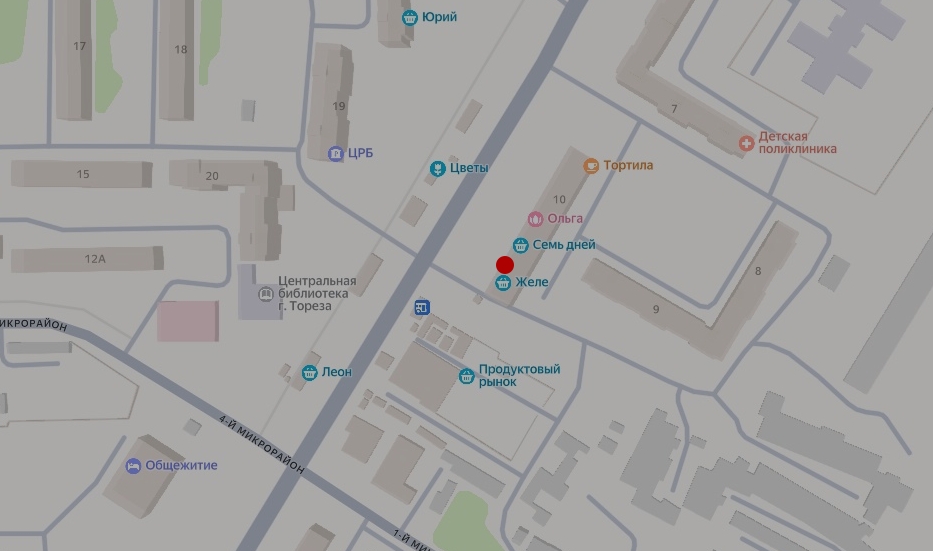 Юрий
17
18
7
19
Детская
поликлиника
ЦРБ
Тортила
Цветы
15
20
10
Ольга
Семь дней
12А
8
Желе
Центральная
библиотека
г. Тореза
9
ИКРОРАЙОН
Леон
Продуктовый
рынок
4-Й МИКРОРАЙОН
Общежитие
1-Й МИ